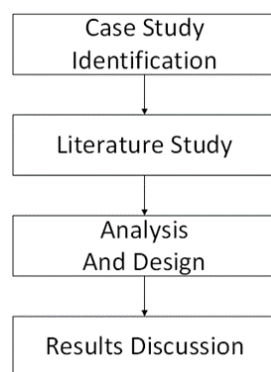 Case Study
Identification
Literature Study
Analysis
And Design
Results Discussion